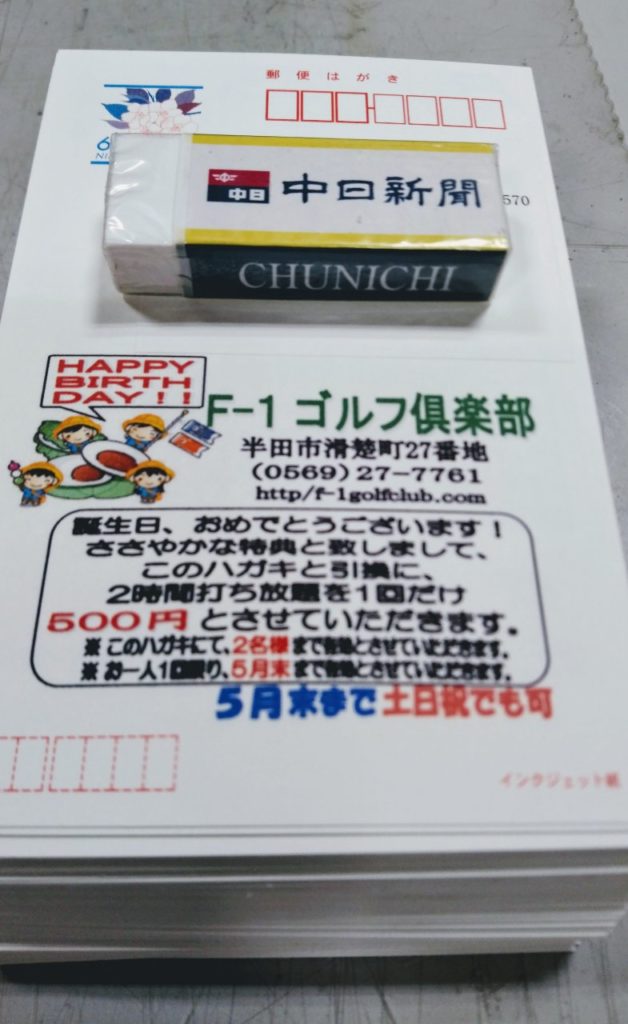 郵便はがき
570
中日
中日新聞
CHUNICHI
HAPPY
BIRTH
DAY!!
F-1 ゴルフ倶楽部
半田市滑楚町27番地
(0569)27-7761
http/f-1golfclub.com
誕生日、おめでとうございます！
ささやかな特典と致しまして、
このハガキと引換に、
2時間打ち放題を1回だけ
500円とさせていただきます。
※このハガキにて、2名様まで有効とさせていただきます。
※お一人1回限り、5月末まで有効とさせていただきます。
5月末まで 土日祝でも可
インクジェット紙